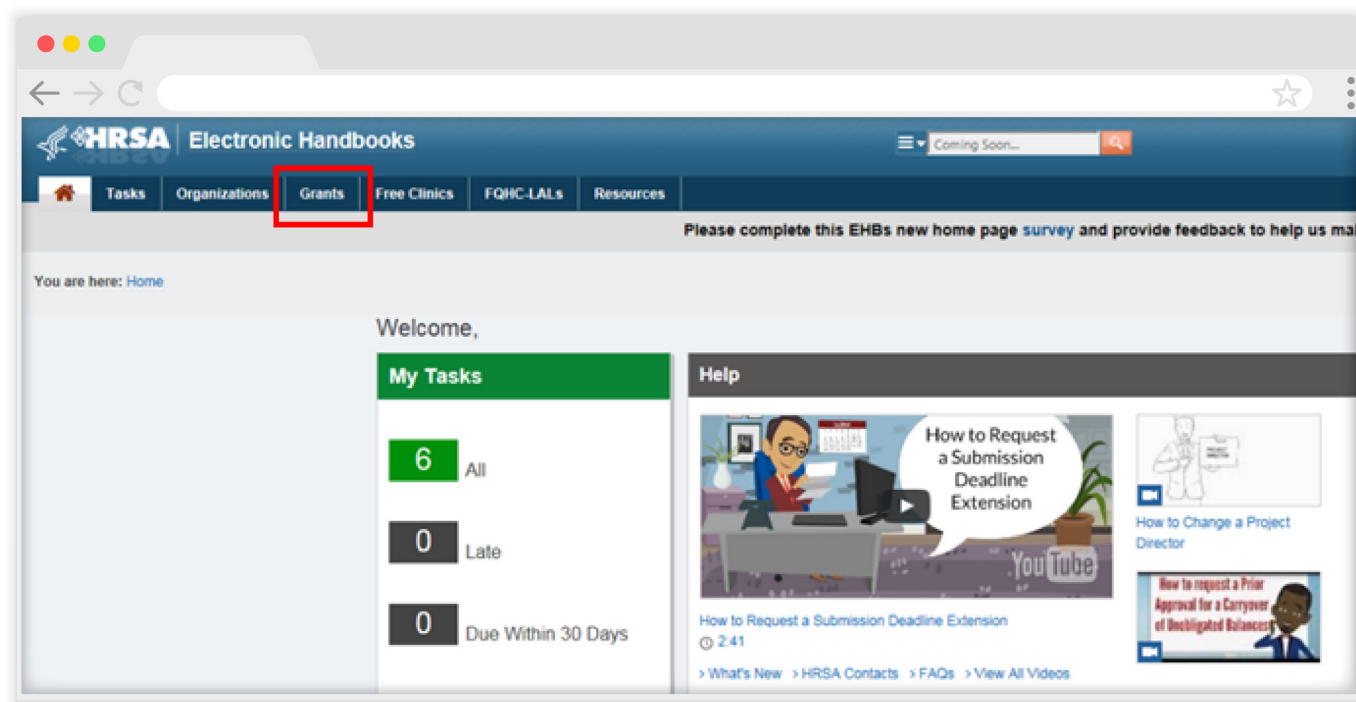 HRSA Electronic Handbooks
Coming Soon...
Tasks Organizations Grants Free Clinics FQHC-LALs Resources
Please complete this EHBs new home page survey and provide feedback to help us mai
You are here: Home
Welcome,
My Tasks
6 All
0 Late
0 Due Within 30 Days
Help
How to Request
a Submission
Deadline
Extension
YouTube
How to Request a Submission Deadline Extension
2:41
> What's New > HRSA Contacts > FAQs > View All Videos
PROJECT
DIRECTOR
How to Change a Project
Director
How to request a Prior
Approval for a Carryover
of Unobligated Balances